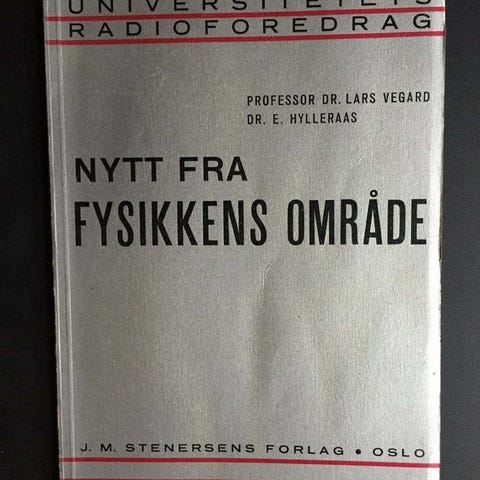 UNIVERSITETETS
RADIOFOREDRAG
PROFESSOR DR. LARS VEGARD
DR. E. HYLLERAAS
NYTT FRA
FYSIKKENS OMRÅDE
J. M. STENERSENS FORLAG • OSLO